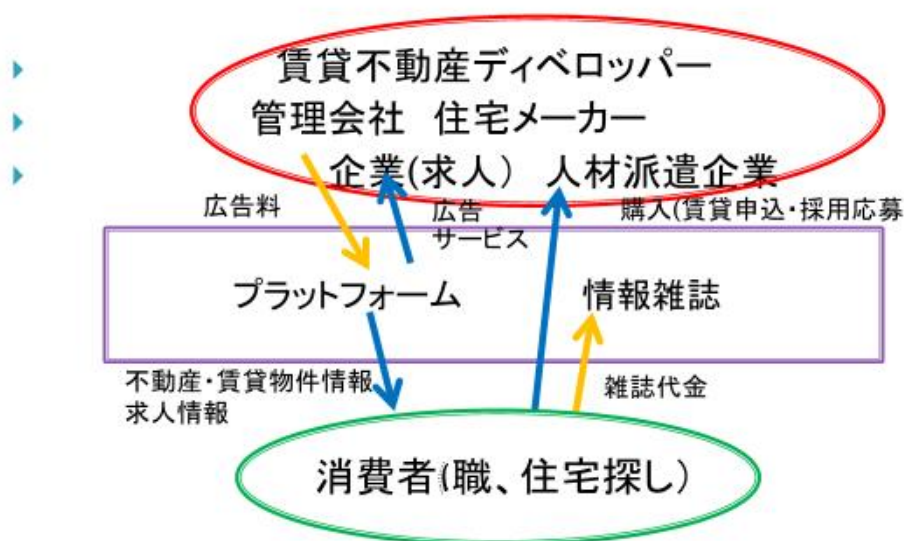 賃貸不動産ディベロッパー
管理会社 住宅メーカー
企業(求人) 人材派遣企業
広告料
広告
サービス
購入(賃貸申込・採用応募
プラットフォーム
情報雑誌
不動産・賃貸物件情報
求人情報
雑誌代金
消費者(職、住宅探し)